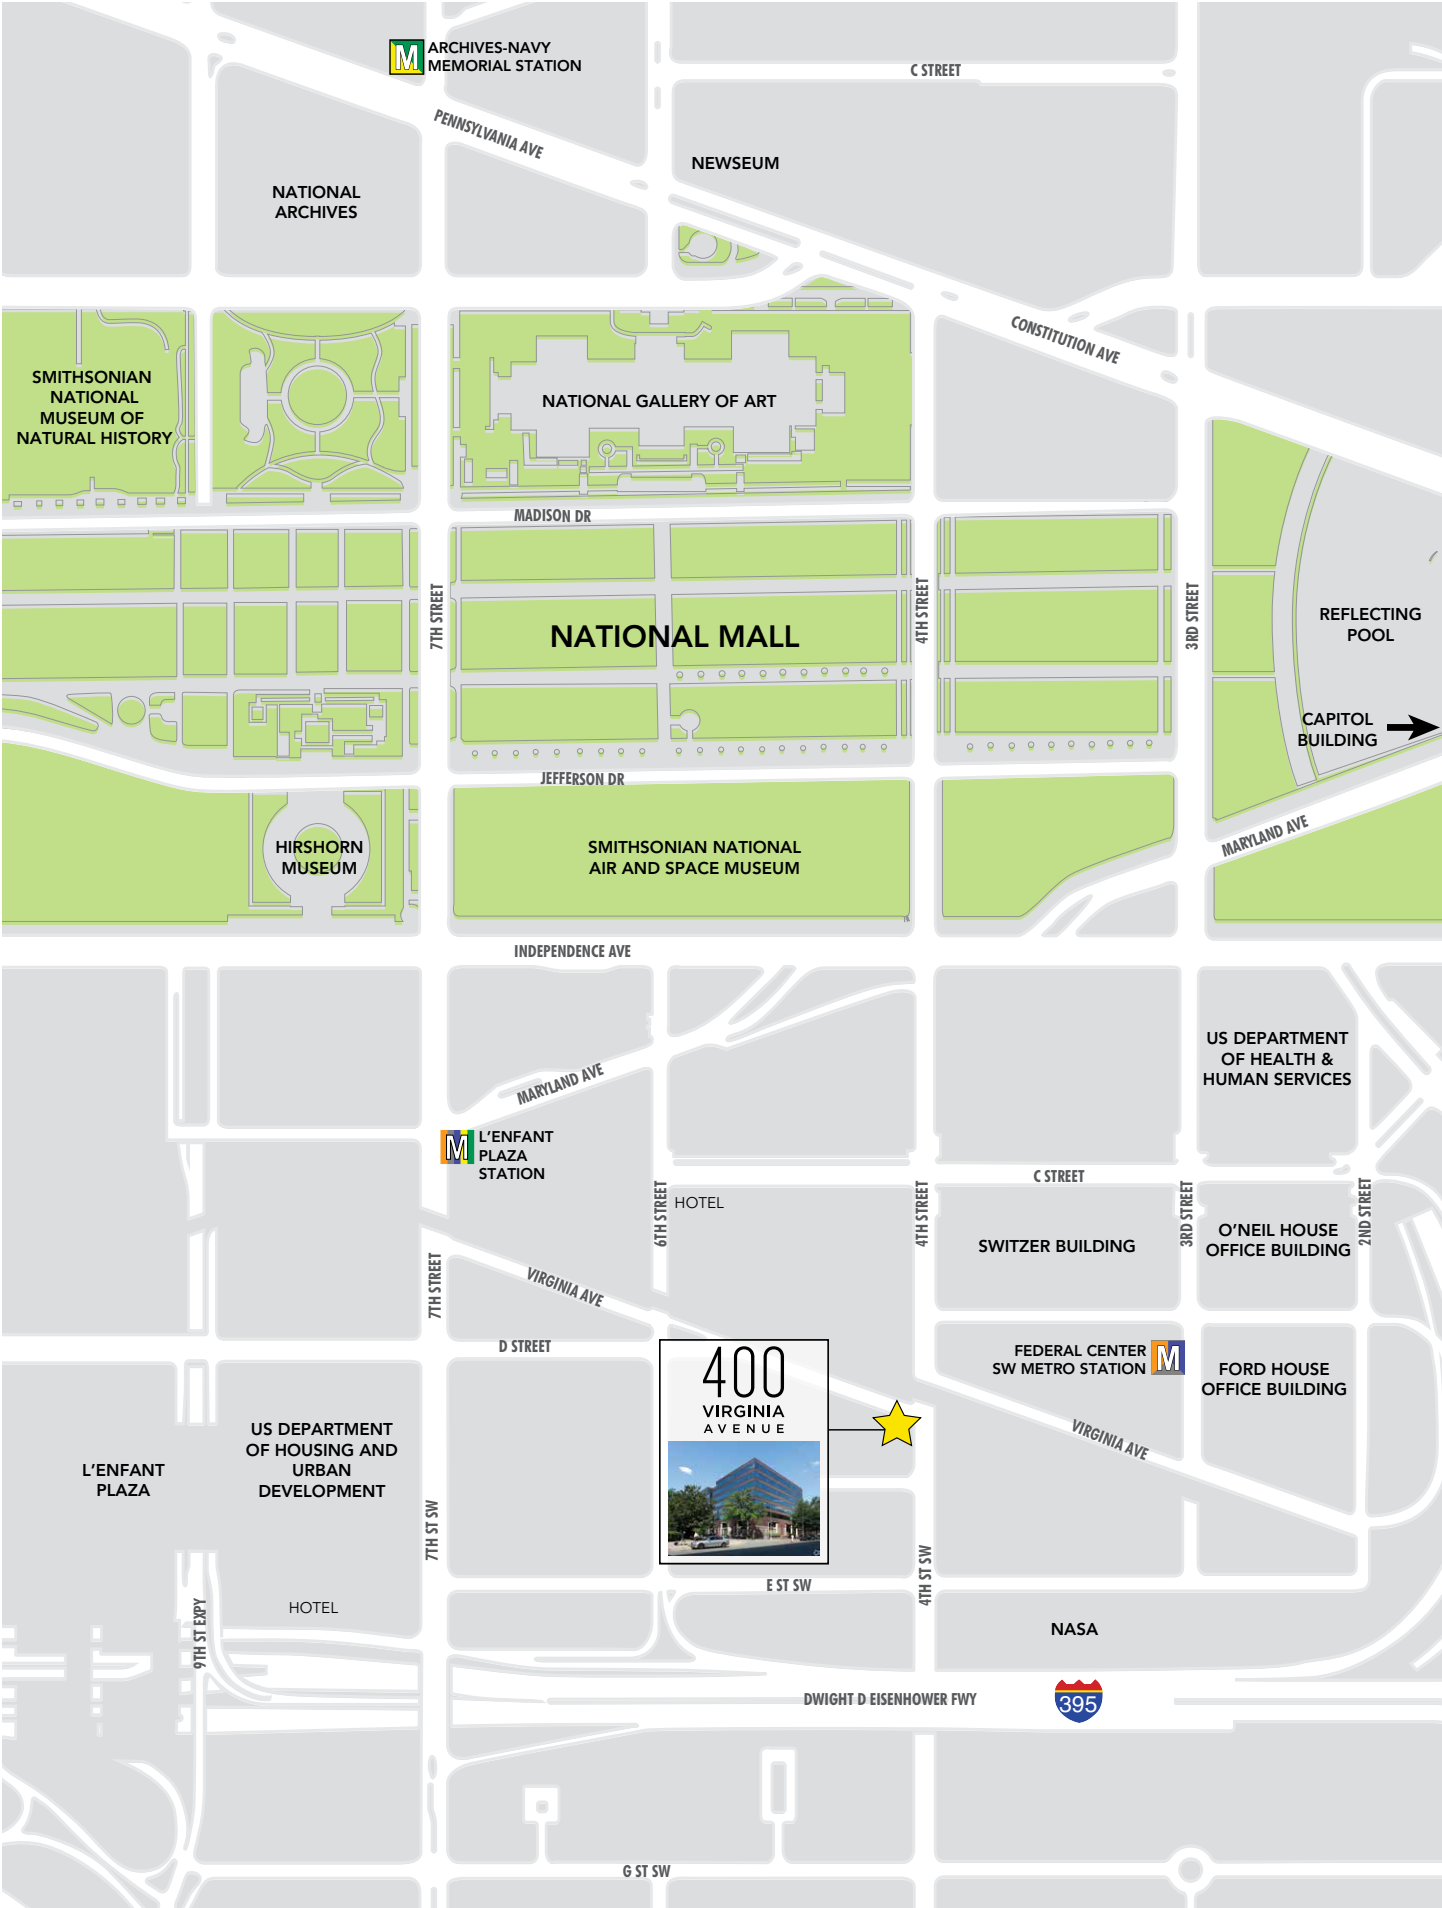 M
ARCHIVES-NAVY
MEMORIAL STATION
C STREET
PENNSYLVANIA AVE
NEWSEUM
NATIONAL
ARCHIVES
CONSTITUTION AVE
SMITHSONIAN
NATIONAL
MUSEUM OF
NATURAL HISTORY
NATIONAL GALLERY OF ART
MADISON DR
7TH STREET
NATIONAL MALL
4TH STREET
3RD STREET
REFLECTING
POOL
CAPITOL
BUILDING
JEFFERSON DR
MARYLAND AVE
HIRSHORN
MUSEUM
SMITHSONIAN NATIONAL
AIR AND SPACE MUSEUM
INDEPENDENCE AVE
US DEPARTMENT
OF HEALTH &
HUMAN SERVICES
MARYLAND AVE
M
L'ENFANT
PLAZA
STATION
C STREET
6TH STREET
HOTEL
4TH STREET
SWITZER BUILDING
3RD STREET
O'NEIL HOUSE
OFFICE BUILDING
2ND STREET
7TH STREET
VIRGINIA AVE
D STREET
400
VIRGINIA
AVENUE
FEDERAL CENTER
SW METRO STATION
M
FORD HOUSE
OFFICE BUILDING
VIRGINIA AVE
US DEPARTMENT
OF HOUSING AND
URBAN
DEVELOPMENT
L'ENFANT
PLAZA
7TH ST SW
4TH ST SW
E ST SW
HOTEL
9TH ST EXPY
NASA
DWIGHT D EISENHOWER FWY
395
G ST SW